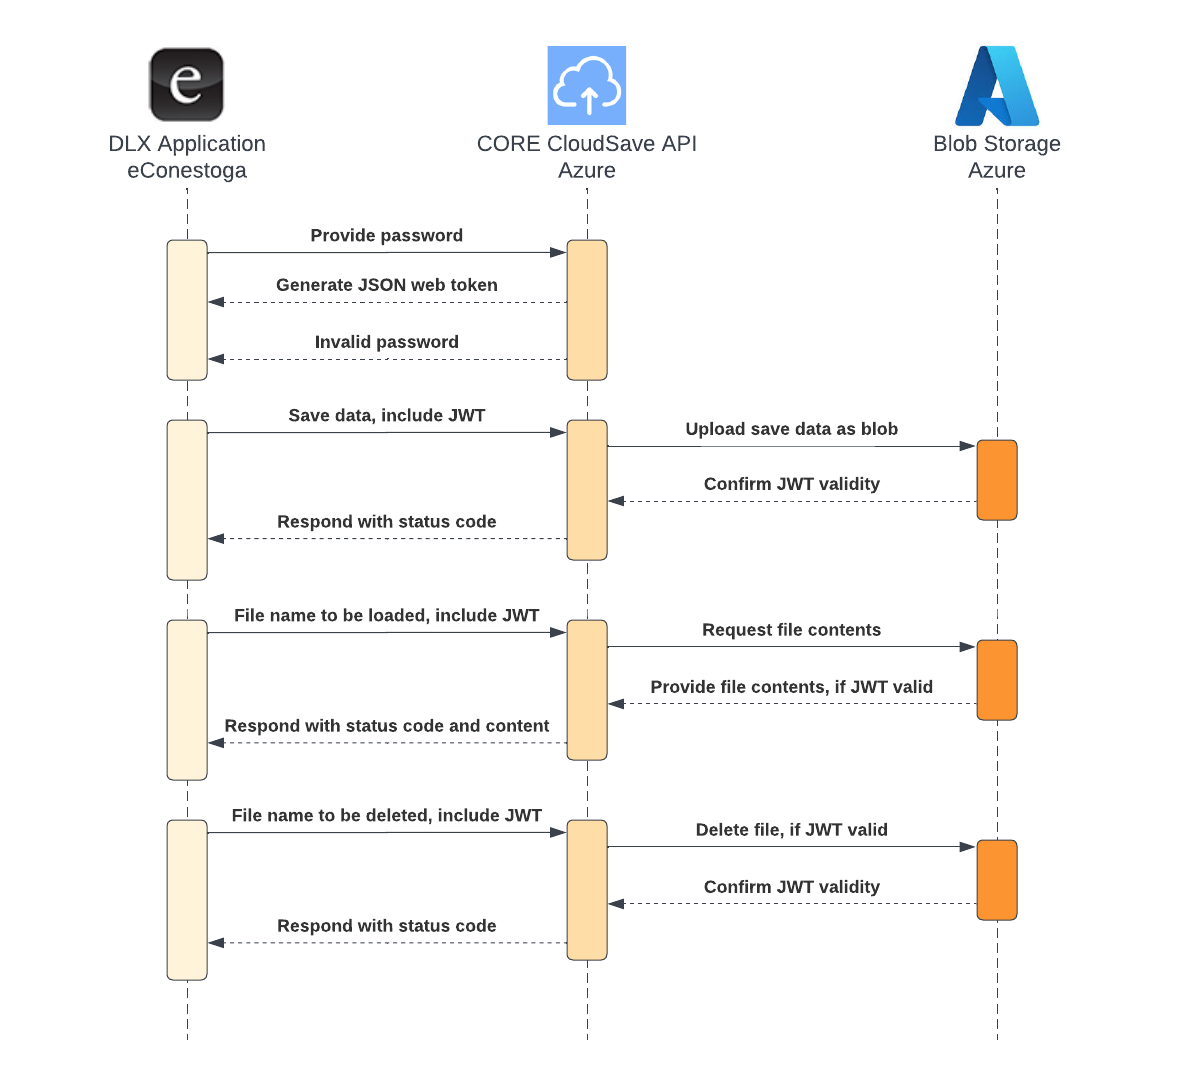 e
DLX Application
eConestoga
CORE CloudSave API
Azure
Blob Storage
Azure
Provide password
Generate JSON web token
Invalid password
Save data, include JWT
Upload save data as blob
Confirm JWT validity
Respond with status code
File name to be loaded, include JWT
Request file contents
Provide file contents, if JWT valid
Respond with status code and content
File name to be deleted, include JWT
Delete file, if JWT valid
Confirm JWT validity
Respond with status code